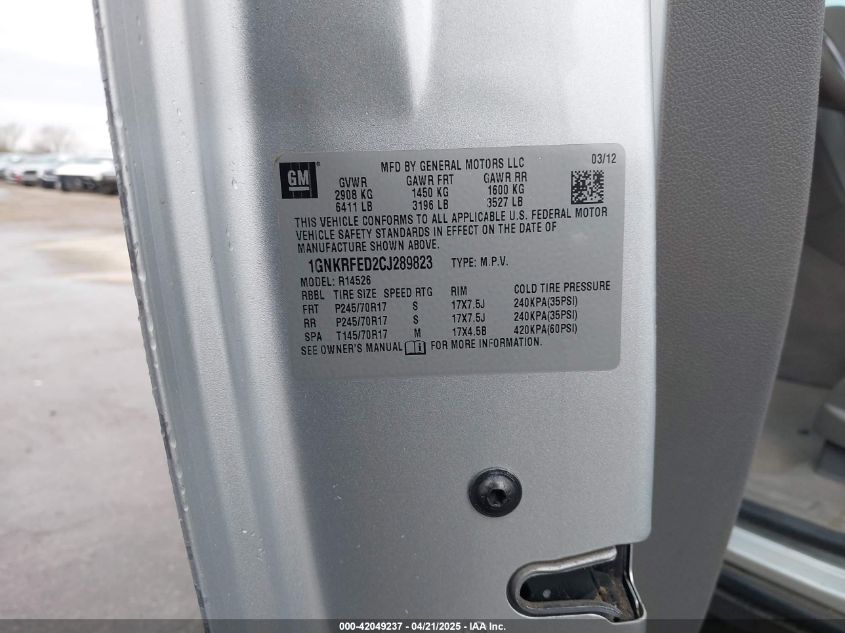 GM ® MFD BY GENERAL MOTORS LLC 03/12
GVWR GAWR FRT GAWR RR
2908 KG 1450 KG 1600 KG
6411 LB 3196 LB 3527 LB
THIS VEHICLE CONFORMS TO ALL APPLICABLE U.S. FEDERAL MOTOR
VEHICLE SAFETY STANDARDS IN EFFECT ON THE DATE OF
MANUFACTURE SHOWN ABOVE.
1GNKRFED2CJ289823 TYPE: M.P.V.
MODEL: R14526
RBBL TIRE SIZE SPEED RTG RIM COLD TIRE PRESSURE
FRT P245/70R17 S 17X7.5J 240KPA(35PSI)
RR P245/70R17 S 17X7.5J 240KPA(35PSI)
SPA T145/70R17 M 17X4.5B 420KPA(60PSI)
SEE OWNER'S MANUAL i FOR MORE INFORMATION.
000-42049237 - 04/21/2025 - IAA Inc.